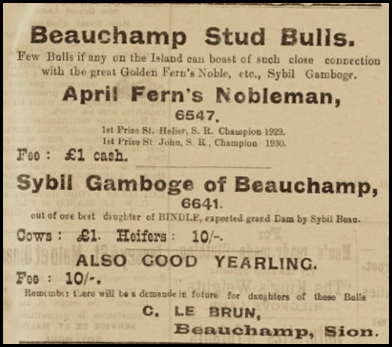 Beauchamp Stud Bulls.
Few Bulls if any on the Island can boast of such close connection
with the great Golden Fern's Noble, etc., Sybil Gamboge.
April Fern's Nobleman,
6547.
1st Prize St. Helier, S. R. Champion 1929.
1st Prize St John, S. R., Champion 1930.
Fee: £1 cash.
Sybil Gamboge of Beauchamp,
6641.
out of one best daughter of BINDLE, exported grand Dam by Sybil Beau.
Cows: £1. Heifers: 10/-.
ALSO GOOD YEARLING.
Fee: 10/-.
Remember there will be a demande in future for daughters of these Bulls
C. LE BRUN,
Beauchamp, Sion.